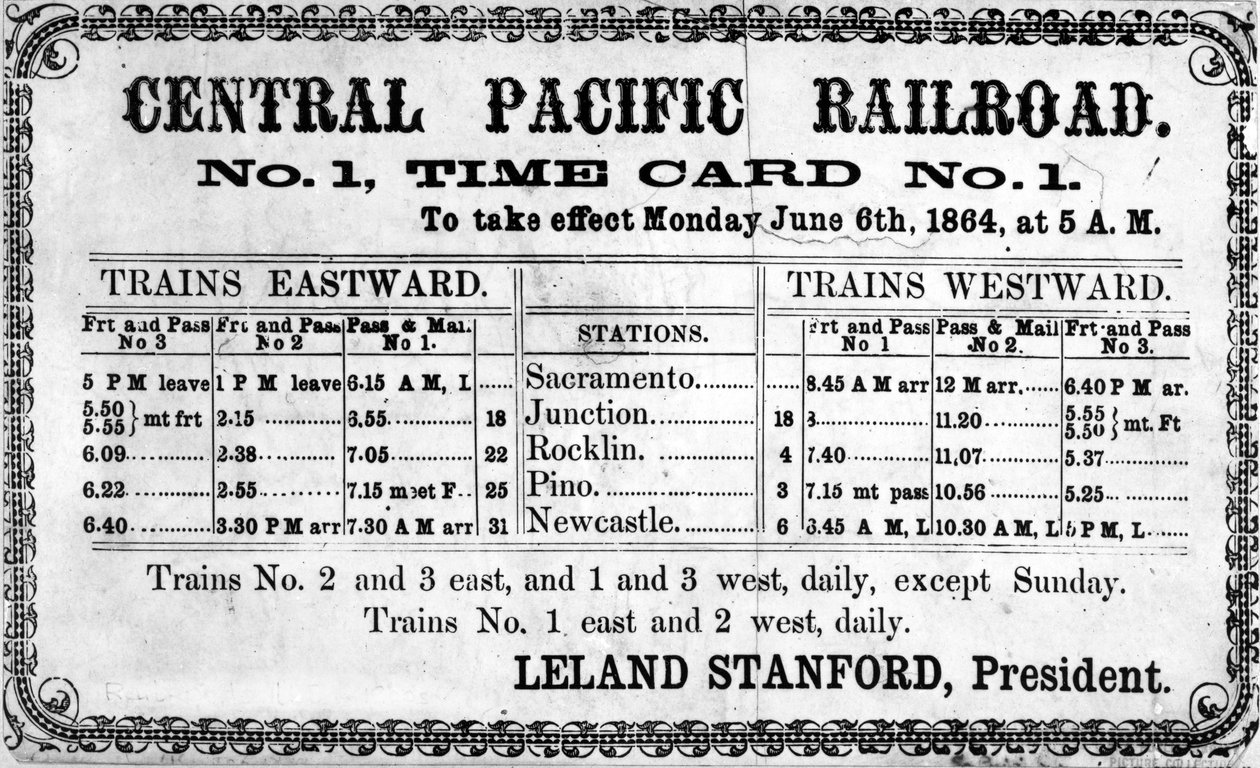 CENTRAL PACIFIC RAILROAD.
No. 1, TIME CARD No. 1.
To take effect Monday June 6th, 1864, at 5 A. M.
TRAINS EASTWARD. TRAINS WESTWARD.
Frt and Pass No 3 Frt and Pass No 2 Pass & Mail No 1. STATIONS. Frt and Pass No 1 Pass & Mail No 2. Frt and Pass No 3.
5 P M leave 1 P M leave 6.15 A M, L ...... Sacramento.......... ...... 8.45 A M arr 12 M arr....... 6.40 P M ar.
5.50 5.55 } mt frt 2.15 .............. 6.55.............. 18 Junction................ 18 8.................. 11.20............ 5.55 5.50 } mt. Ft
6.09.............. 2.38.............. 7.05.............. 22 Rocklin. .............. 4 7.40.............. 11.07............ 5.37..............
6.22.............. 2.55.............. 7.15 meet F.. 25 Pino....................... 3 7.15 mt pass 10.56............ 5.25..............
6.40.............. 3.30 P M arr 7.30 A M arr 31 Newcastle............. 6 6.45 A M, L 10.30 A M, L 5 P M, L.......
Trains No. 2 and 3 east, and 1 and 3 west, daily, except Sunday.
Trains No. 1 east and 2 west, daily.
LELAND STANFORD, President.
PICTURE COLLECTION